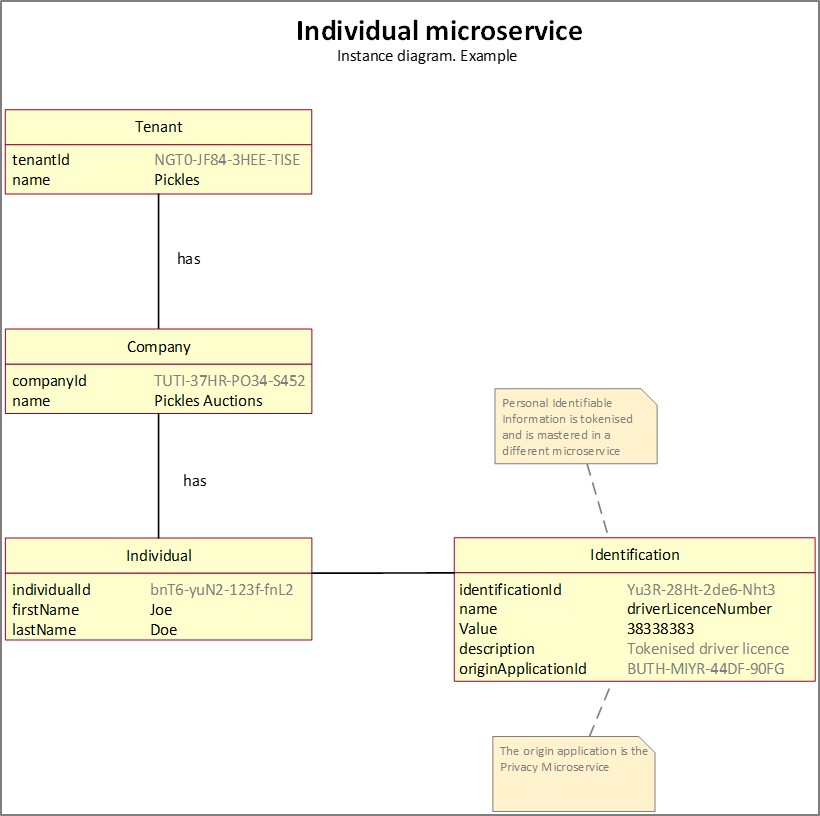 Individual microservice
Instance diagram. Example
Tenant
tenantId NGT0-JF84-3HEE-TISE
name Pickles
has
Company
companyId TUTI-37HR-PO34-S452
name Pickles Auctions
Personal Identifiable
Information is tokenised
and is mastered in a
different microservice
has
Individual
individualId bnT6-yuN2-123f-fnL2
firstName Joe
lastName Doe
Identification
identificationId Yu3R-28Ht-2de6-Nht3
name driverLicenceNumber
Value 38338383
description Tokenised driver licence
originApplicationId BUTH-MIYR-44DF-90FG
The origin application is the
Privacy Microservice